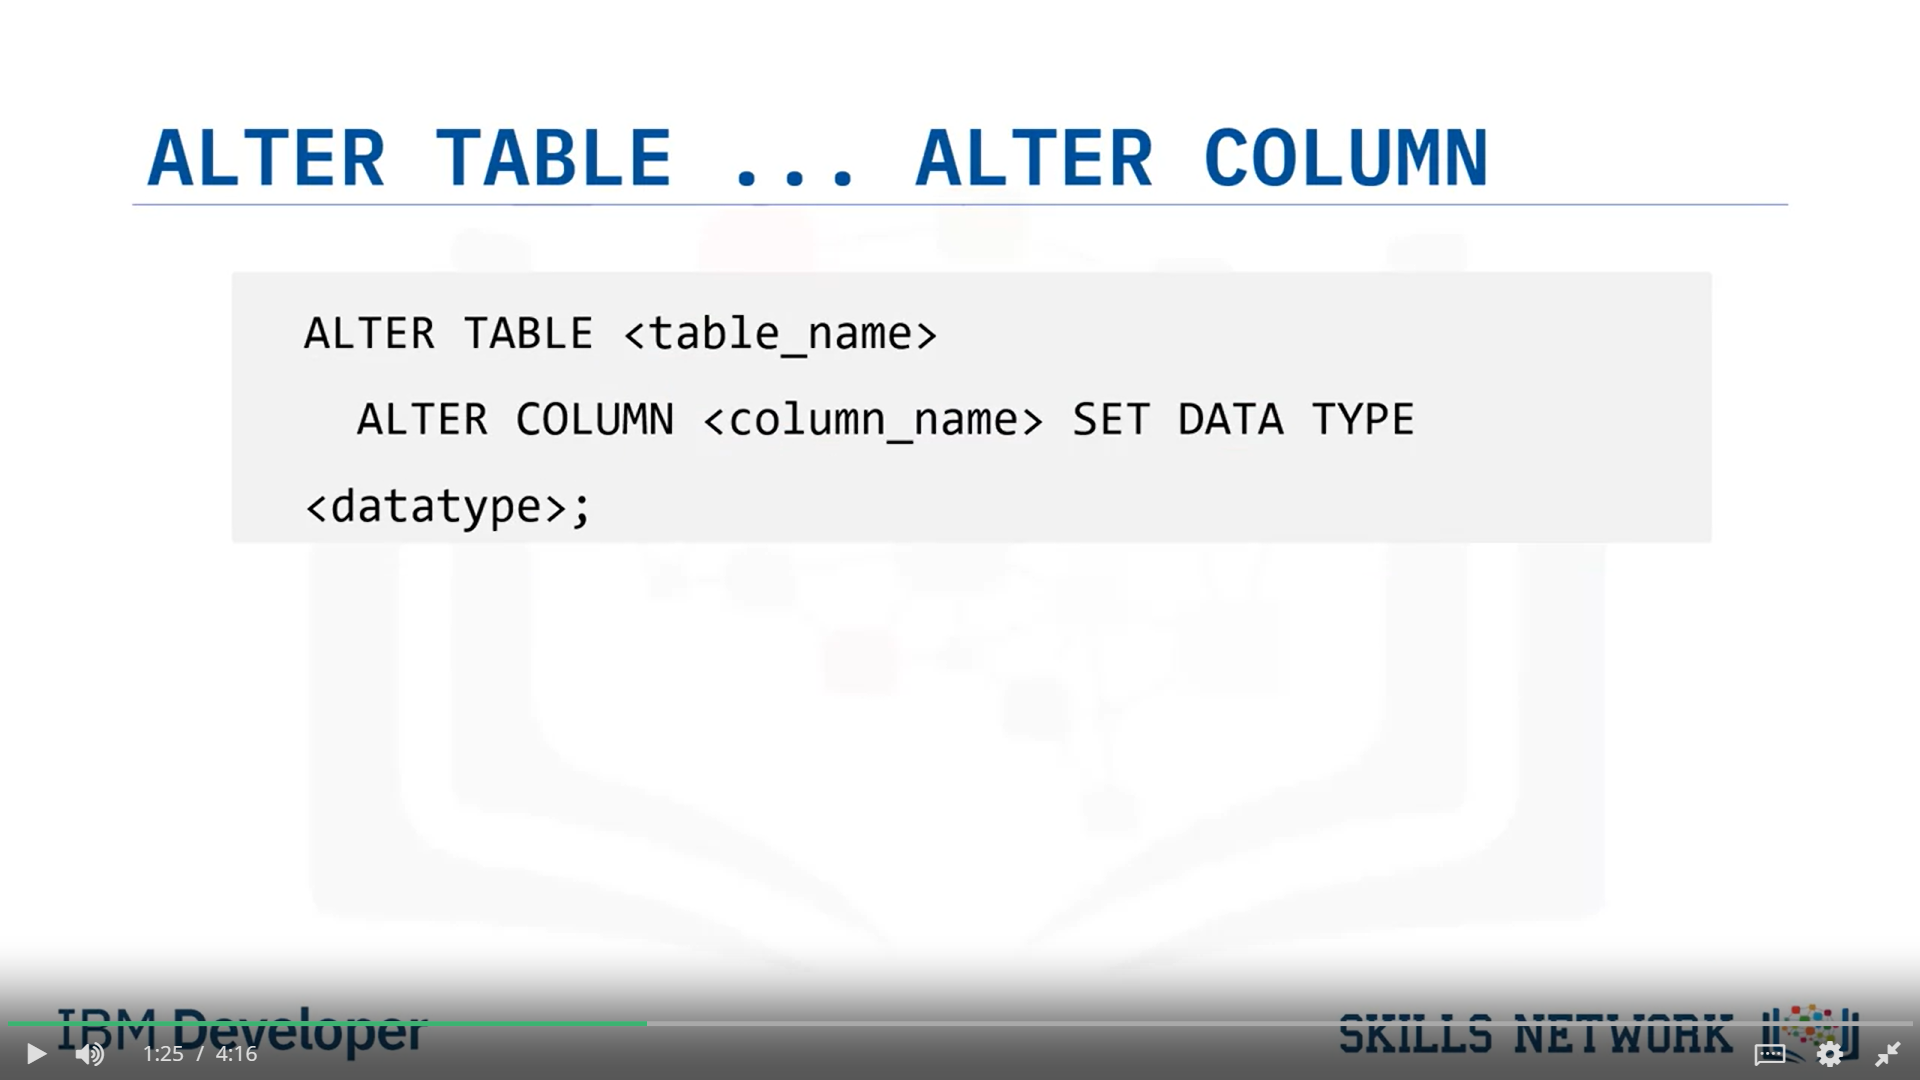 ALTER TABLE ... ALTER COLUMN
ALTER TABLE <table_name>
ALTER COLUMN <column_name> SET DATA TYPE
<datatype>;
IBM Developer
SKILLS NETWORK
1:25 / 4:16